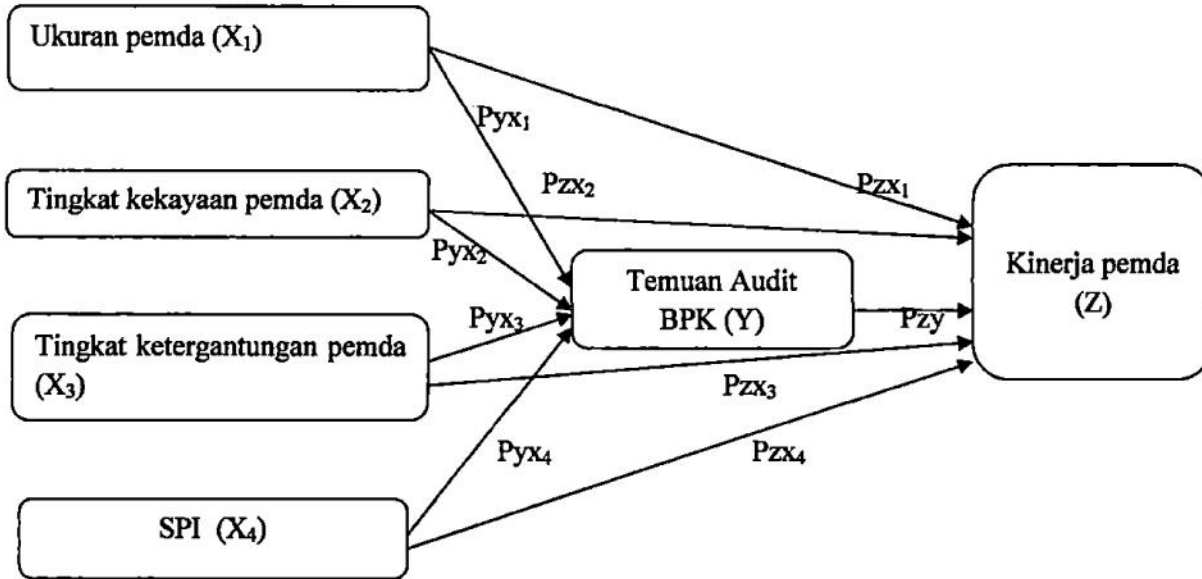 Ukuran pemda (X₁)
Pyx₁
Pzx₂
Pzx₁
Tingkat kekayaan pemda (X₂)
Pyx₂
Temuan Audit
BPK (Y)
Kinerja pemda
(Z)
Pzy
Pyx₃
Tingkat ketergantungan pemda
(X₃)
Pzx₃
Pyx₄
Pzx₄
SPI (X₄)